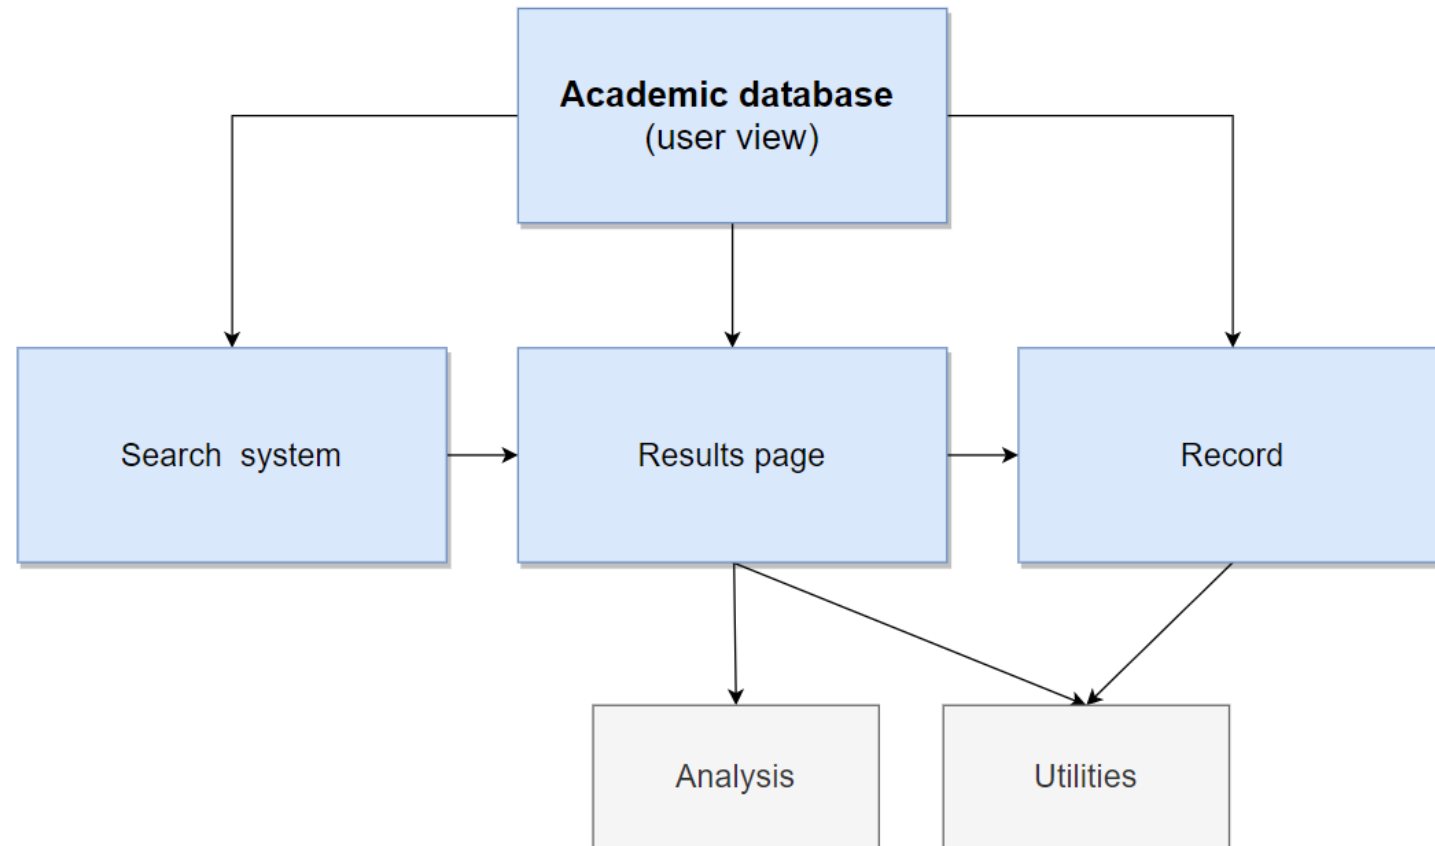 Academic database
(user view)
Search system
Results page
Record
Analysis
Utilities